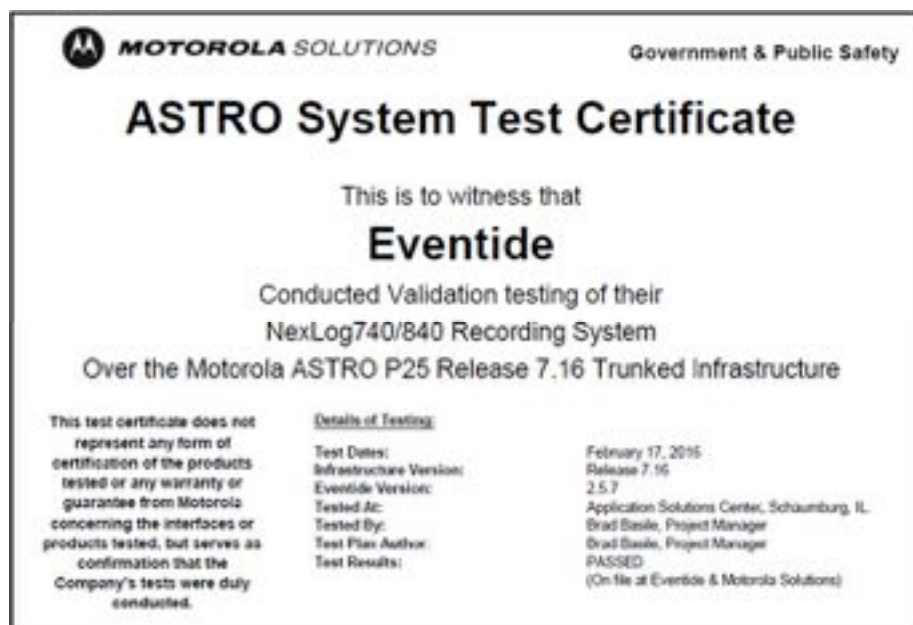 MOTOROLA SOLUTIONS
Government & Public Safety
ASTRO System Test Certificate
This is to witness that
Eventide
Conducted Validation testing of their
NexLog740/840 Recording System
Over the Motorola ASTRO P25 Release 7.16 Trunked Infrastructure
This test certificate does not
represent any form of
certification of the products
tested or any warranty or
guarantee from Motorola
concerning the interfaces or
products tested, but serves as
confirmation that the
Company's tests were duly
conducted.
Details of Testing:
Test Dates: February 17, 2016
Infrastructure Version: Release 7.16
Eventide Version: 2.5.7
Tested At: Application Solutions Center, Schaumburg, IL.
Tested By: Brad Basile, Project Manager
Test Plan Author: Brad Basile, Project Manager
Test Results: PASSED
(On file at Eventide & Motorola Solutions)